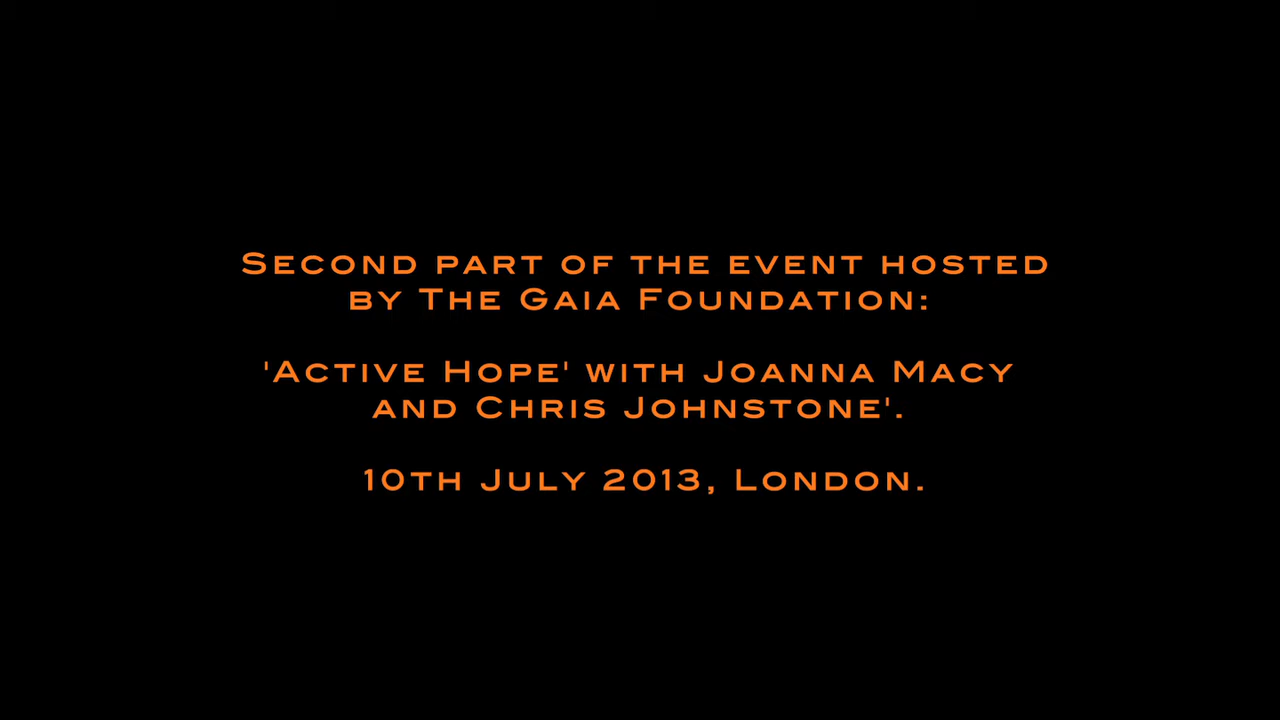 Second part of the event hosted
by The Gaia Foundation:
'Active Hope' with Joanna Macy
and Chris Johnstone'.
10th July 2013, London.